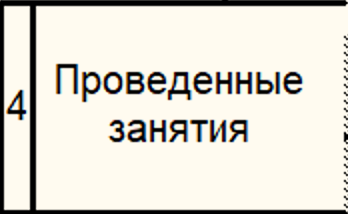 4
Проведенные
занятия